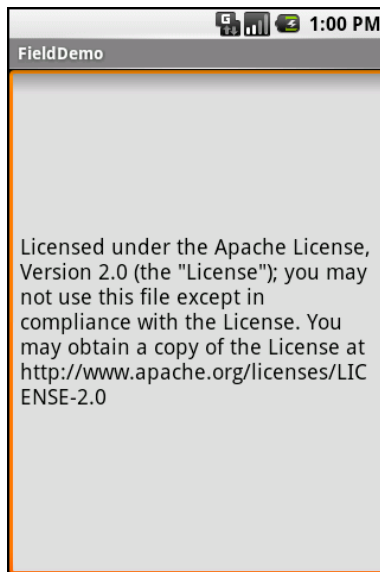 1:00 PM
FieldDemo
Licensed under the Apache License,
Version 2.0 (the "License"); you may
not use this file except in
compliance with the License. You
may obtain a copy of the License at
http://www.apache.org/licenses/LIC
ENSE-2.0